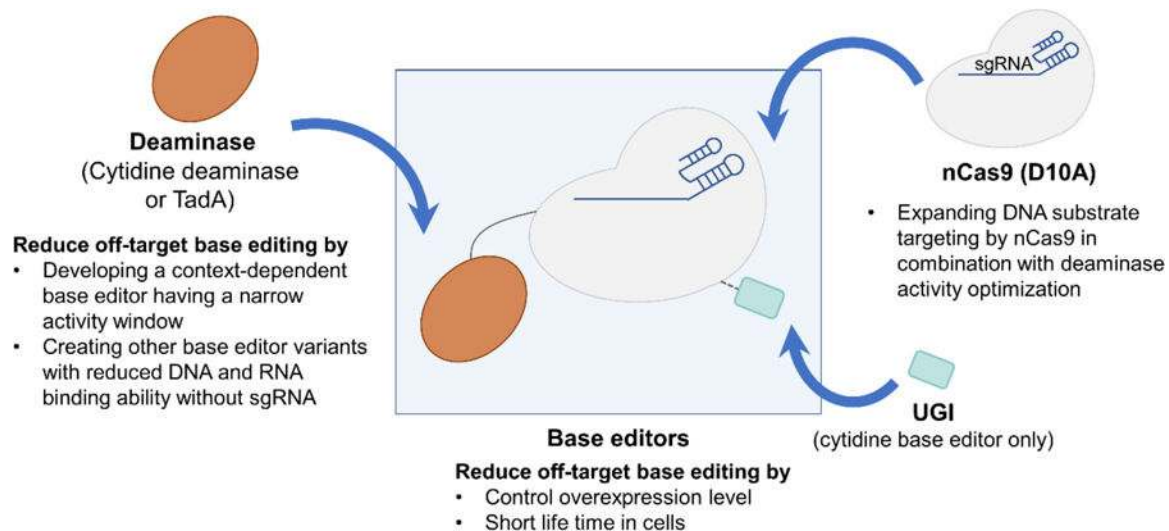 Deaminase
(Cytidine deaminase
or TadA)
Reduce off-target base editing by
• Developing a context-dependent
base editor having a narrow
activity window
• Creating other base editor variants
with reduced DNA and RNA
binding ability without sgRNA
Base editors
Reduce off-target base editing by
• Control overexpression level
• Short life time in cells
sgRNA
nCas9 (D10A)
• Expanding DNA substrate
targeting by nCas9 in
combination with deaminase
activity optimization
UGI
(cytidine base editor only)